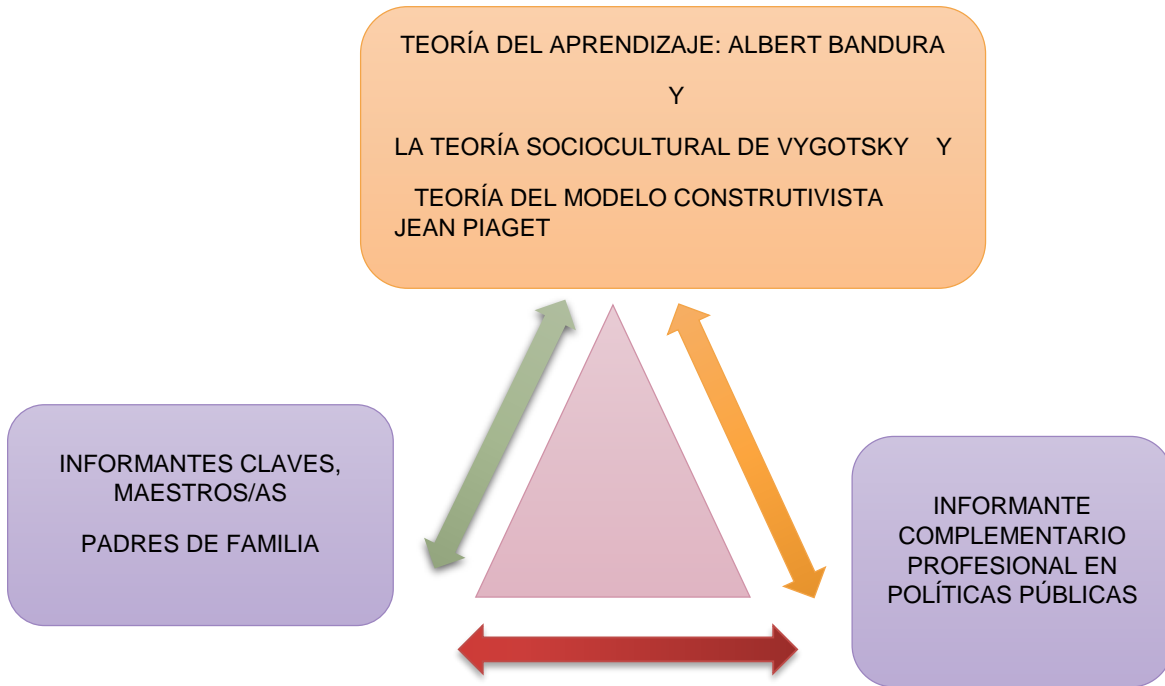 TEORÍA DEL APRENDIZAJE: ALBERT BANDURA
Y
LA TEORÍA SOCIOCULTURAL DE VYGOTSKY Y
TEORÍA DEL MODELO CONSTRUTIVISTA
JEAN PIAGET
INFORMANTES CLAVES,
MAESTROS/AS
PADRES DE FAMILIA
INFORMANTE
COMPLEMENTARIO
PROFESIONAL EN
POLÍTICAS PÚBLICAS